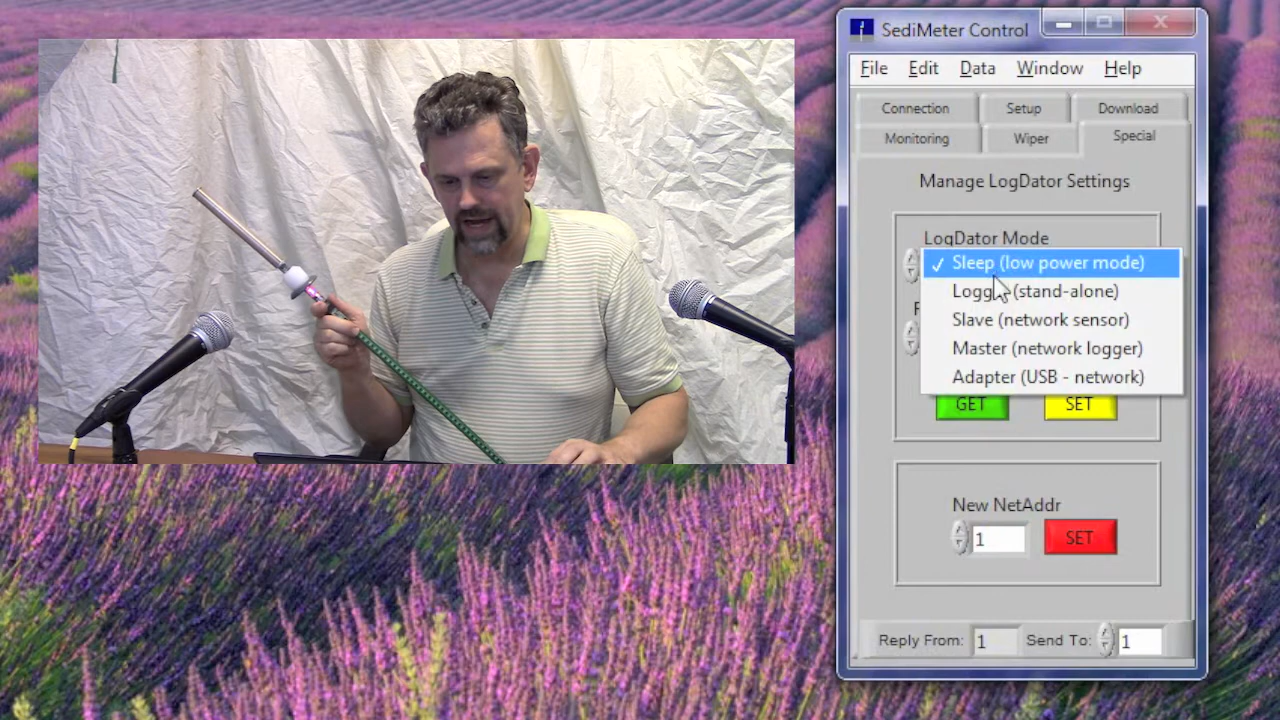 SediMeter Control
File Edit Data Window Help
Connection Setup Download
Monitoring Wiper Special
Manage LogDator Settings
LogDator Mode
✓ Sleep (low power mode)
(stand-alone)
Slave (network sensor)
Master (network logger)
Adapter (USB - network)
GET SET
New NetAddr
1 SET
Reply From: 1 Send To: 1